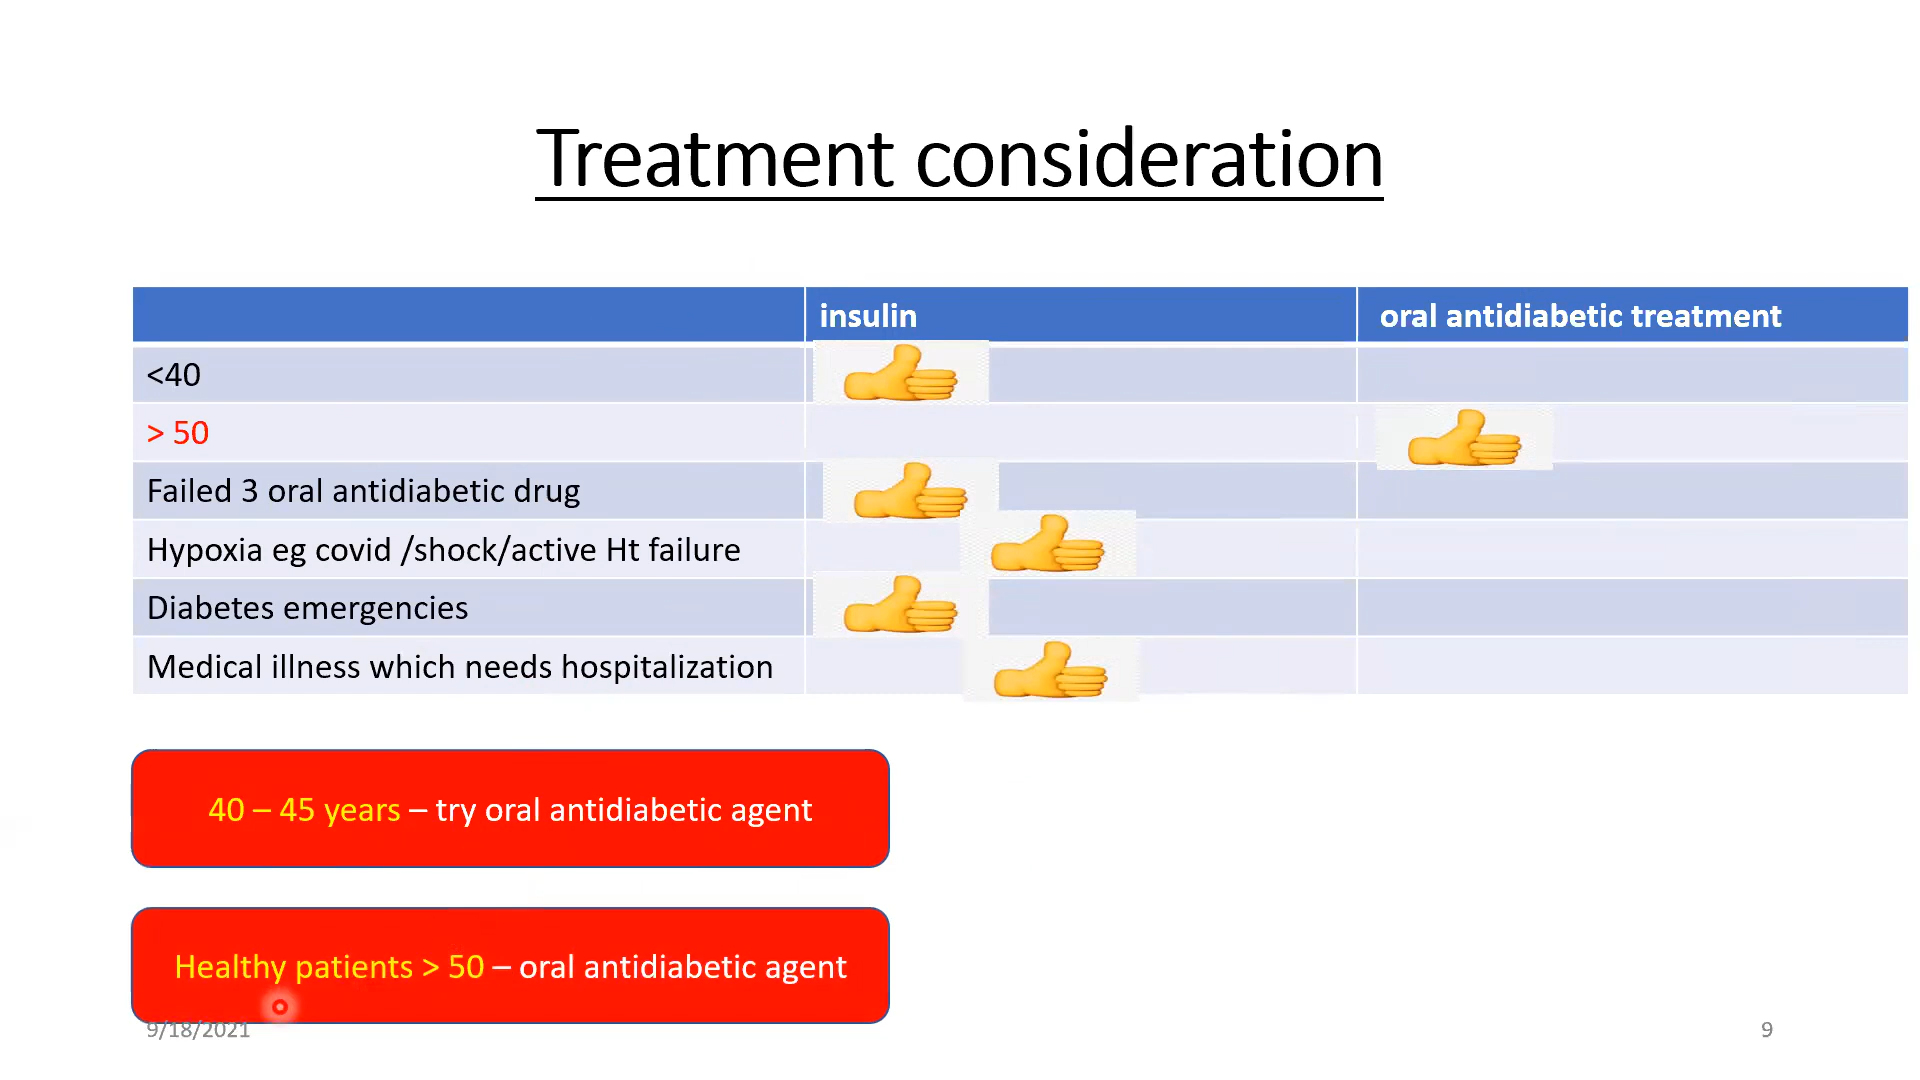 Treatment consideration
insulin
oral antidiabetic treatment
<40
> 50
Failed 3 oral antidiabetic drug
Hypoxia eg covid /shock/active Ht failure
Diabetes emergencies
Medical illness which needs hospitalization
40 – 45 years – try oral antidiabetic agent
Healthy patients > 50 – oral antidiabetic agent
9/18/2021
9